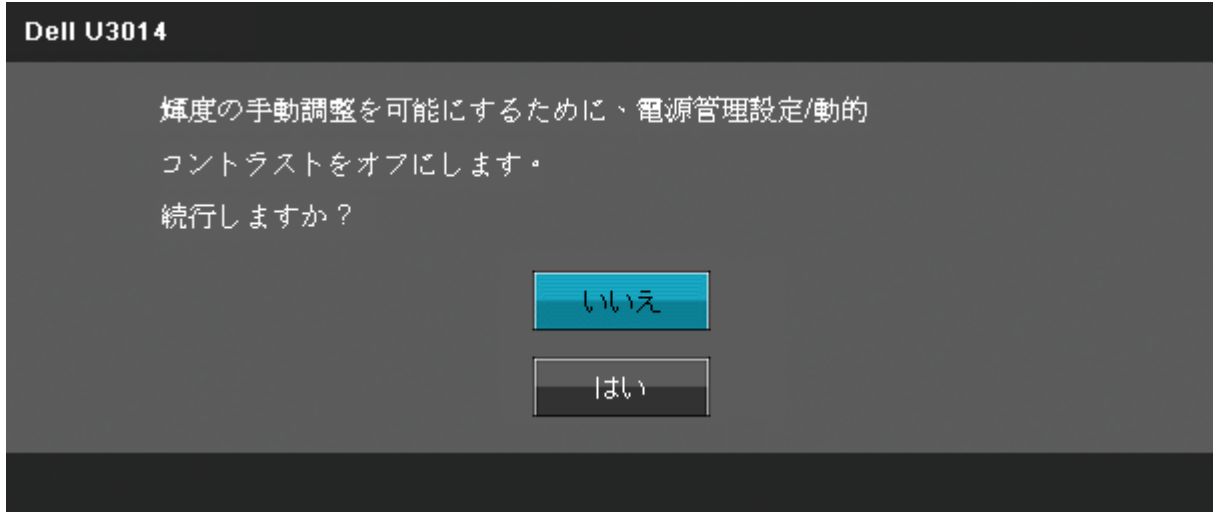 Dell U3014
輝度の手動調整を可能にするために、電源管理設定/動的
コントラストをオフにします。
続行しますか？
いいえ
はい